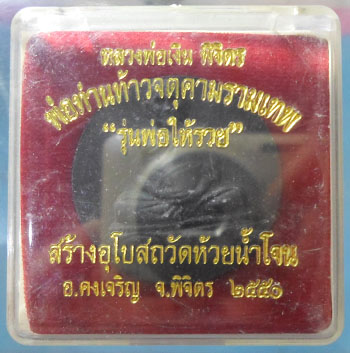 หลวงพ่อเงิน พิจิตร
พ่อท่านท้าวจตุคามรามเทพ
“รุ่นพ่อให้รวย”
สร้างอุโบสถวัดห้วยน้ำโจน
อ.คงเจริญ จ.พิจิตร ๒๕๕๑